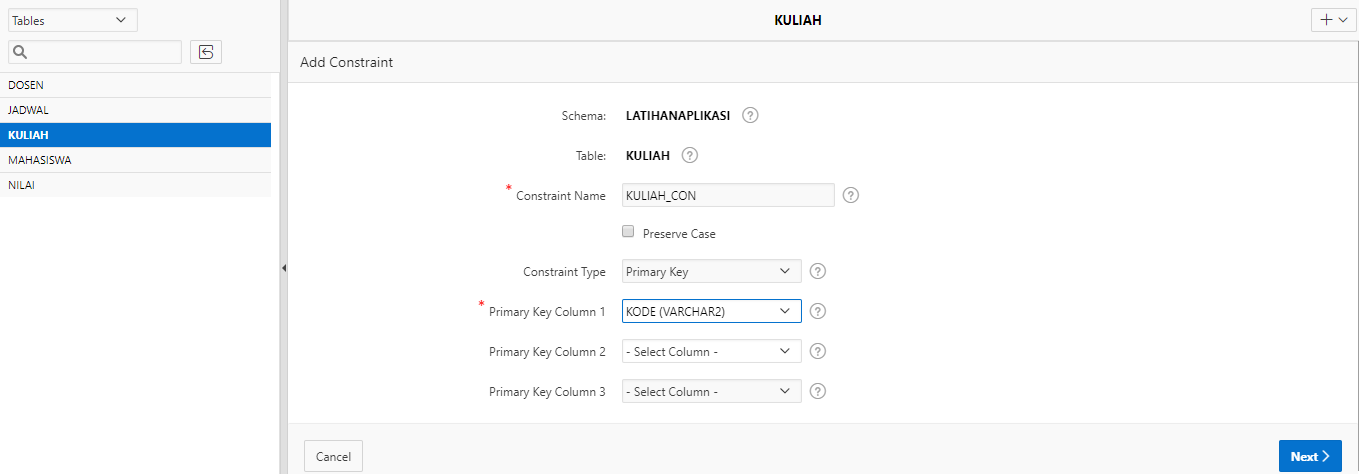 Tables
DOSEN
JADWAL
KULIAH
MAHASISWA
NILAI
KULIAH
Add Constraint
Schema: LATIHANAPLIKASI ?
Table: KULIAH ?
* Constraint Name KULIAH_CON ?
Preserve Case
Constraint Type Primary Key ?
* Primary Key Column 1 KODE (VARCHAR2) ?
Primary Key Column 2 - Select Column - ?
Primary Key Column 3 - Select Column - ?
Cancel
Next